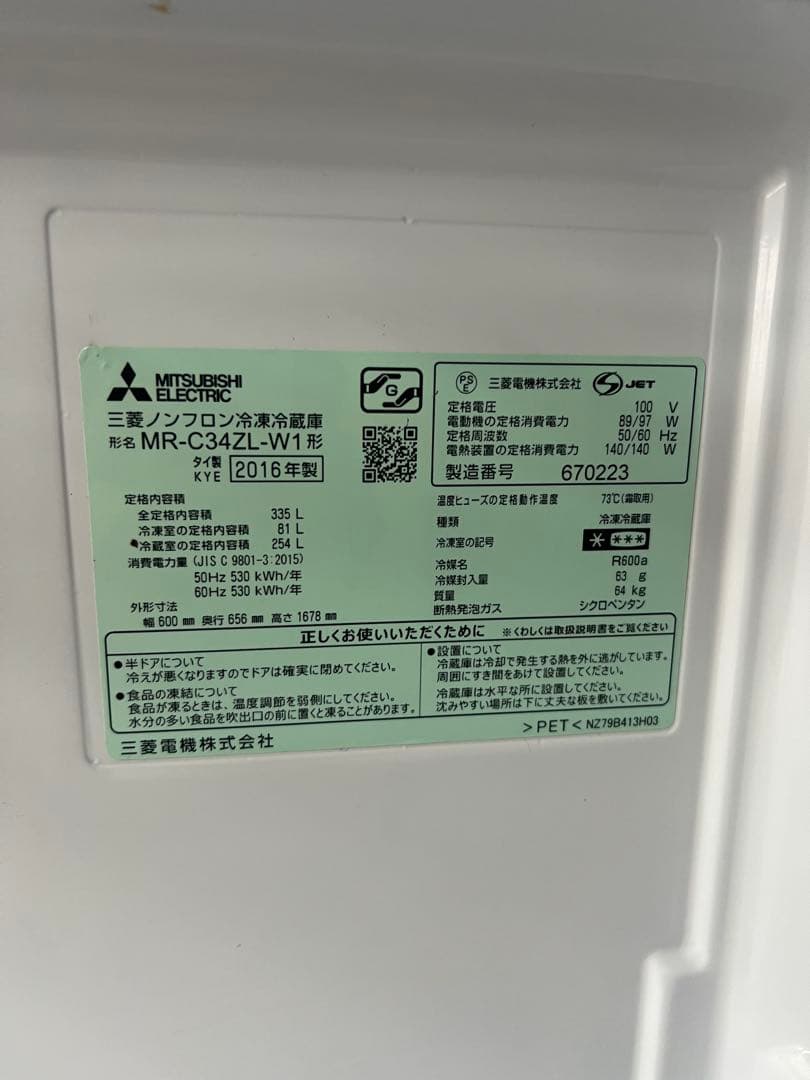 MITSUBISHI
ELECTRIC
三菱ノンフロン冷凍冷蔵庫
形名 MR-C34ZL-W1形
タイ製
KYE 2016年製
G
PS
E 三菱電機株式会社 S JET
定格電圧 100 V
電動機の定格消費電力 89/97 W
定格周波数 50/60 Hz
電熱装置の定格消費電力 140/140 W
製造番号 670223
定格内容積
全定格内容積 335 L
冷凍室の定格内容積 81 L
冷蔵室の定格内容積 254 L
消費電力量 (JIS C 9801-3:2015)
50Hz 530 kWh/年
60Hz 530 kWh/年
外形寸法
幅 600 mm 奥行 656 mm 高さ 1678 mm
温度ヒューズの定格動作温度 73℃(霜取用)
種類 冷凍冷蔵庫
冷凍室の記号 * ***
冷媒名 R600a
冷媒封入量 63 g
質量 64 kg
断熱発泡ガス シクロペンタン
正しくお使いいただくために ※くわしくは取扱説明書をご覧ください
●半ドアについて
冷えが悪くなりますのでドアは確実に閉めてください。
●食品の凍結について
食品が凍るときは、温度調節を弱側にしてください。
水分の多い食品を吹出口の前に置くと凍ることがあります。
●設置について
冷蔵庫は冷却で発生する熱を外に逃がしています。
周囲にすき間をあけて設置してください。
冷蔵庫は水平な所に設置してください。
沈みやすい場所は下に丈夫な板を敷いてください。
三菱電機株式会社
>PET< NZ79B413H03